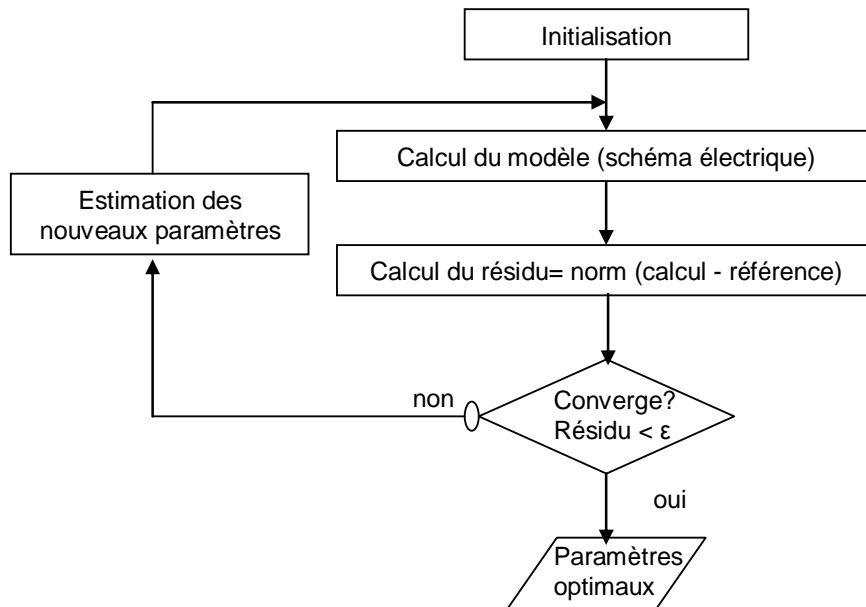 Initialisation
Calcul du modèle (schéma électrique)
Estimation des
nouveaux paramètres
Calcul du résidu= norm (calcul - référence)
non
Converge?
Résidu < ε
oui
Paramètres
optimaux